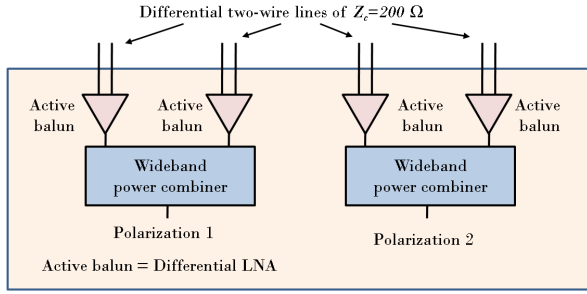 Differential two-wire lines of Zc=200 Ω
Active balun
Active balun
Active balun
Active balun
Wideband power combiner
Wideband power combiner
Polarization 1
Polarization 2
Active balun = Differential LNA